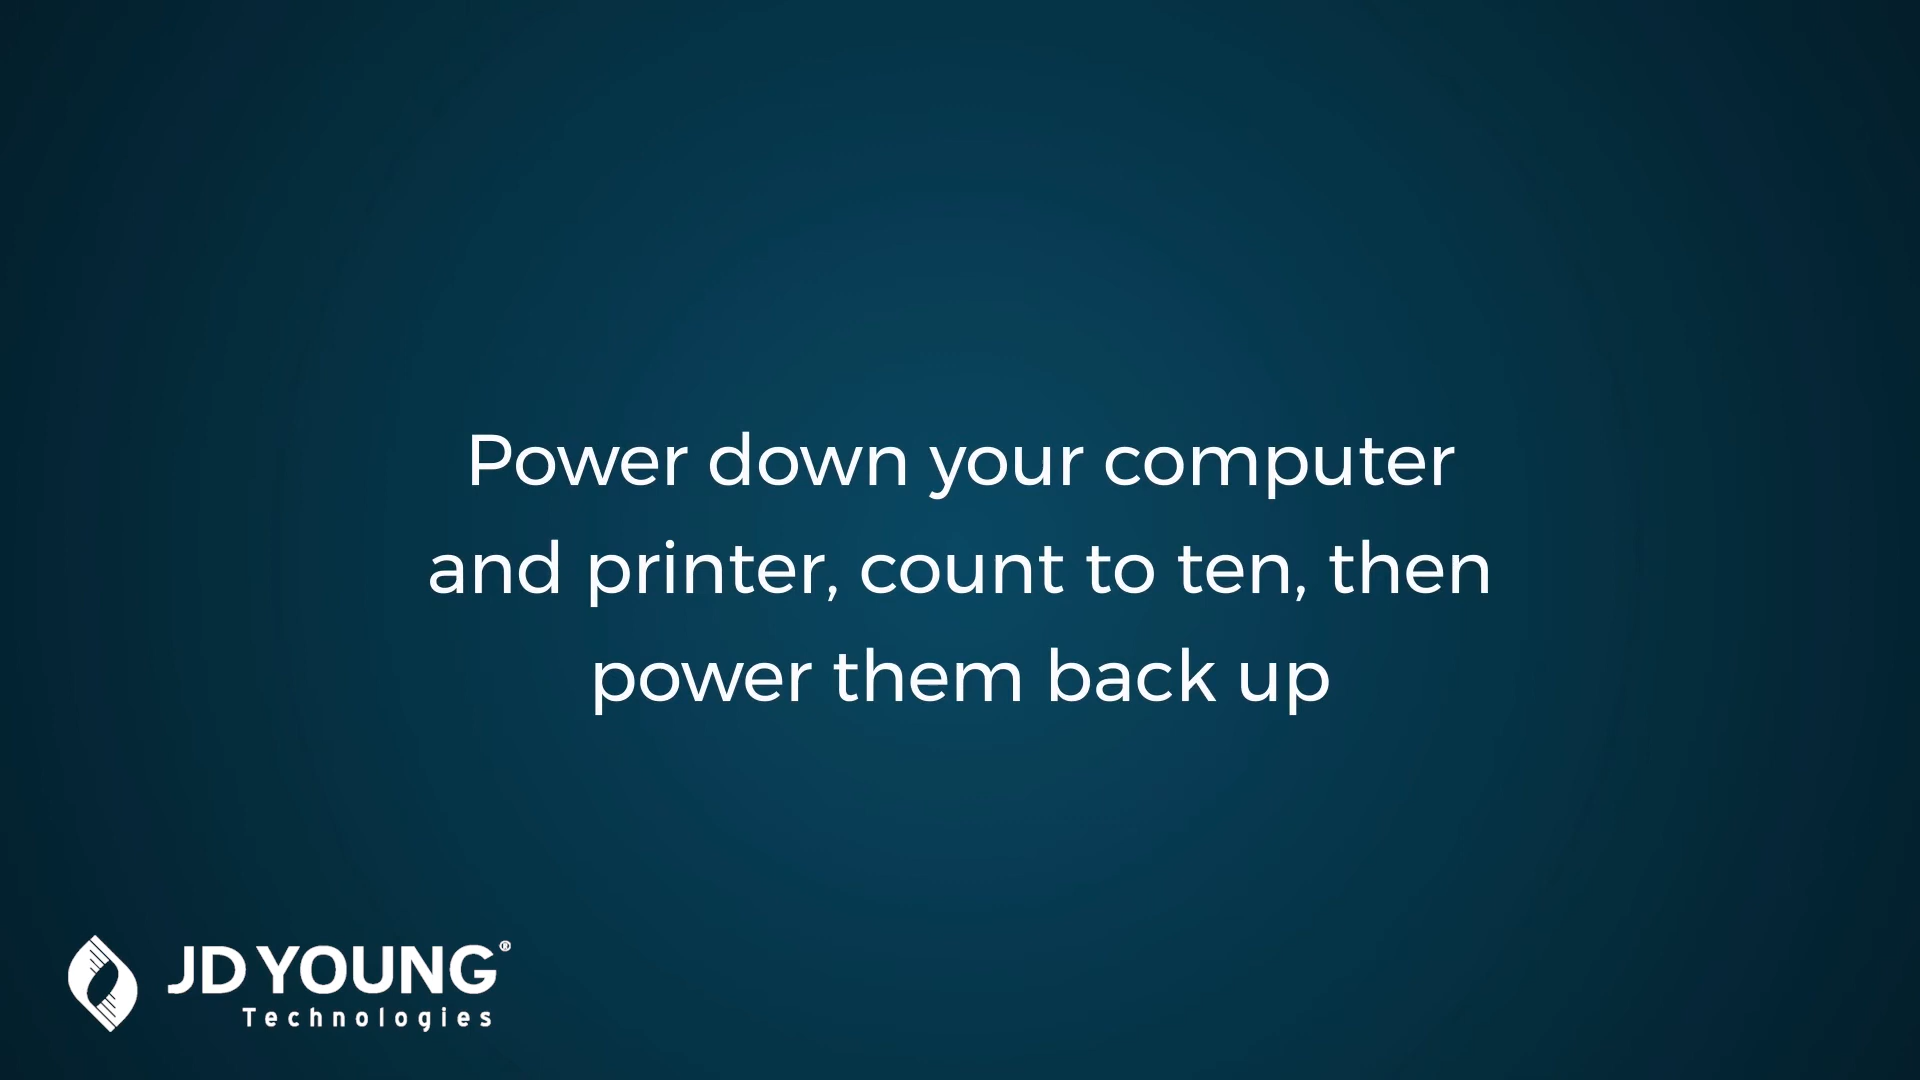 Power down your computer
and printer, count to ten, then
power them back up
JD YOUNG®
Technologies